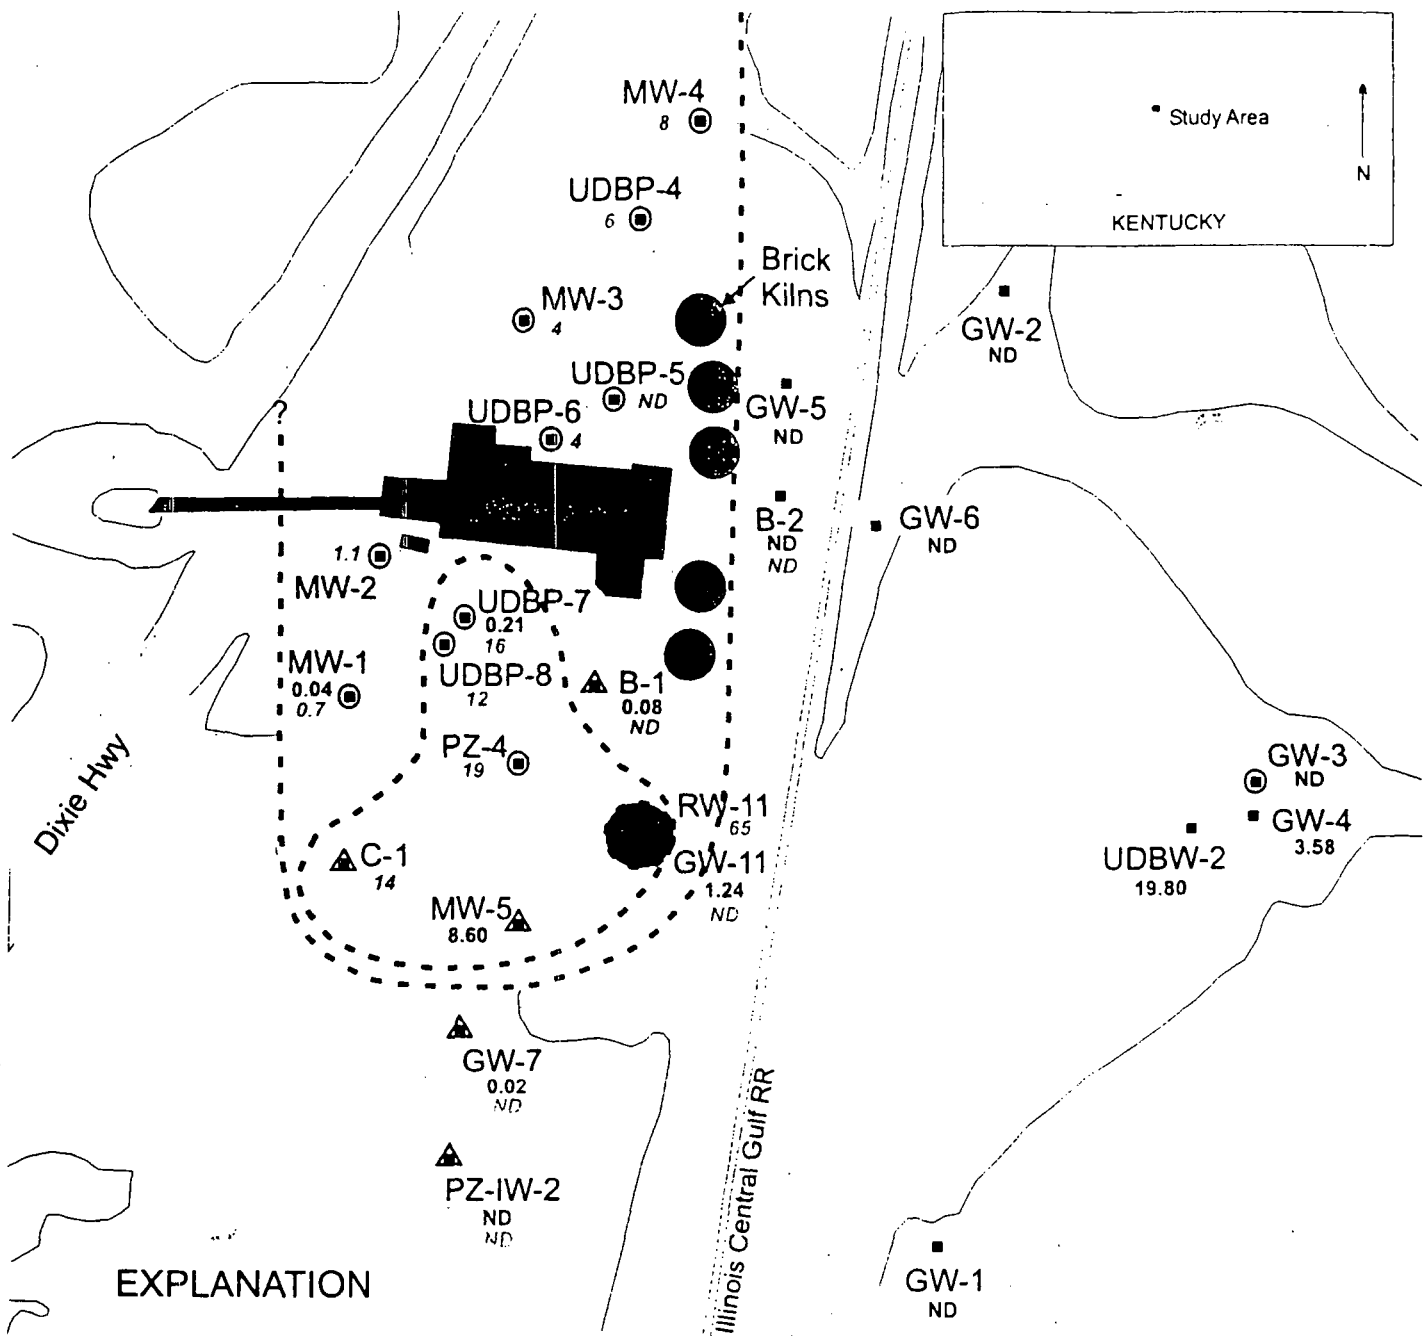 MW-4
8
Study Area
N
KENTUCKY
UDBP-4
6
Brick
Kilns
MW-3
4
GW-2
ND
UDBP-5
ND
GW-5
ND
UDBP-6
4
?
B-2
ND
ND
GW-6
ND
1.1
MW-2
UDBP-7
0.21
16
UDBP-8
12
MW-1
0.04
0.7
B-1
0.08
ND
PZ-4
19
Dixie Hwy
GW-3
ND
GW-4
3.58
UDBW-2
19.80
RW-11
65
GW-11
1.24
ND
C-1
14
MW-5
8.60
GW-7
0.02
ND
Illinois Central Gulf RR
PZ-IW-2
ND
ND
GW-1
ND
EXPLANATION